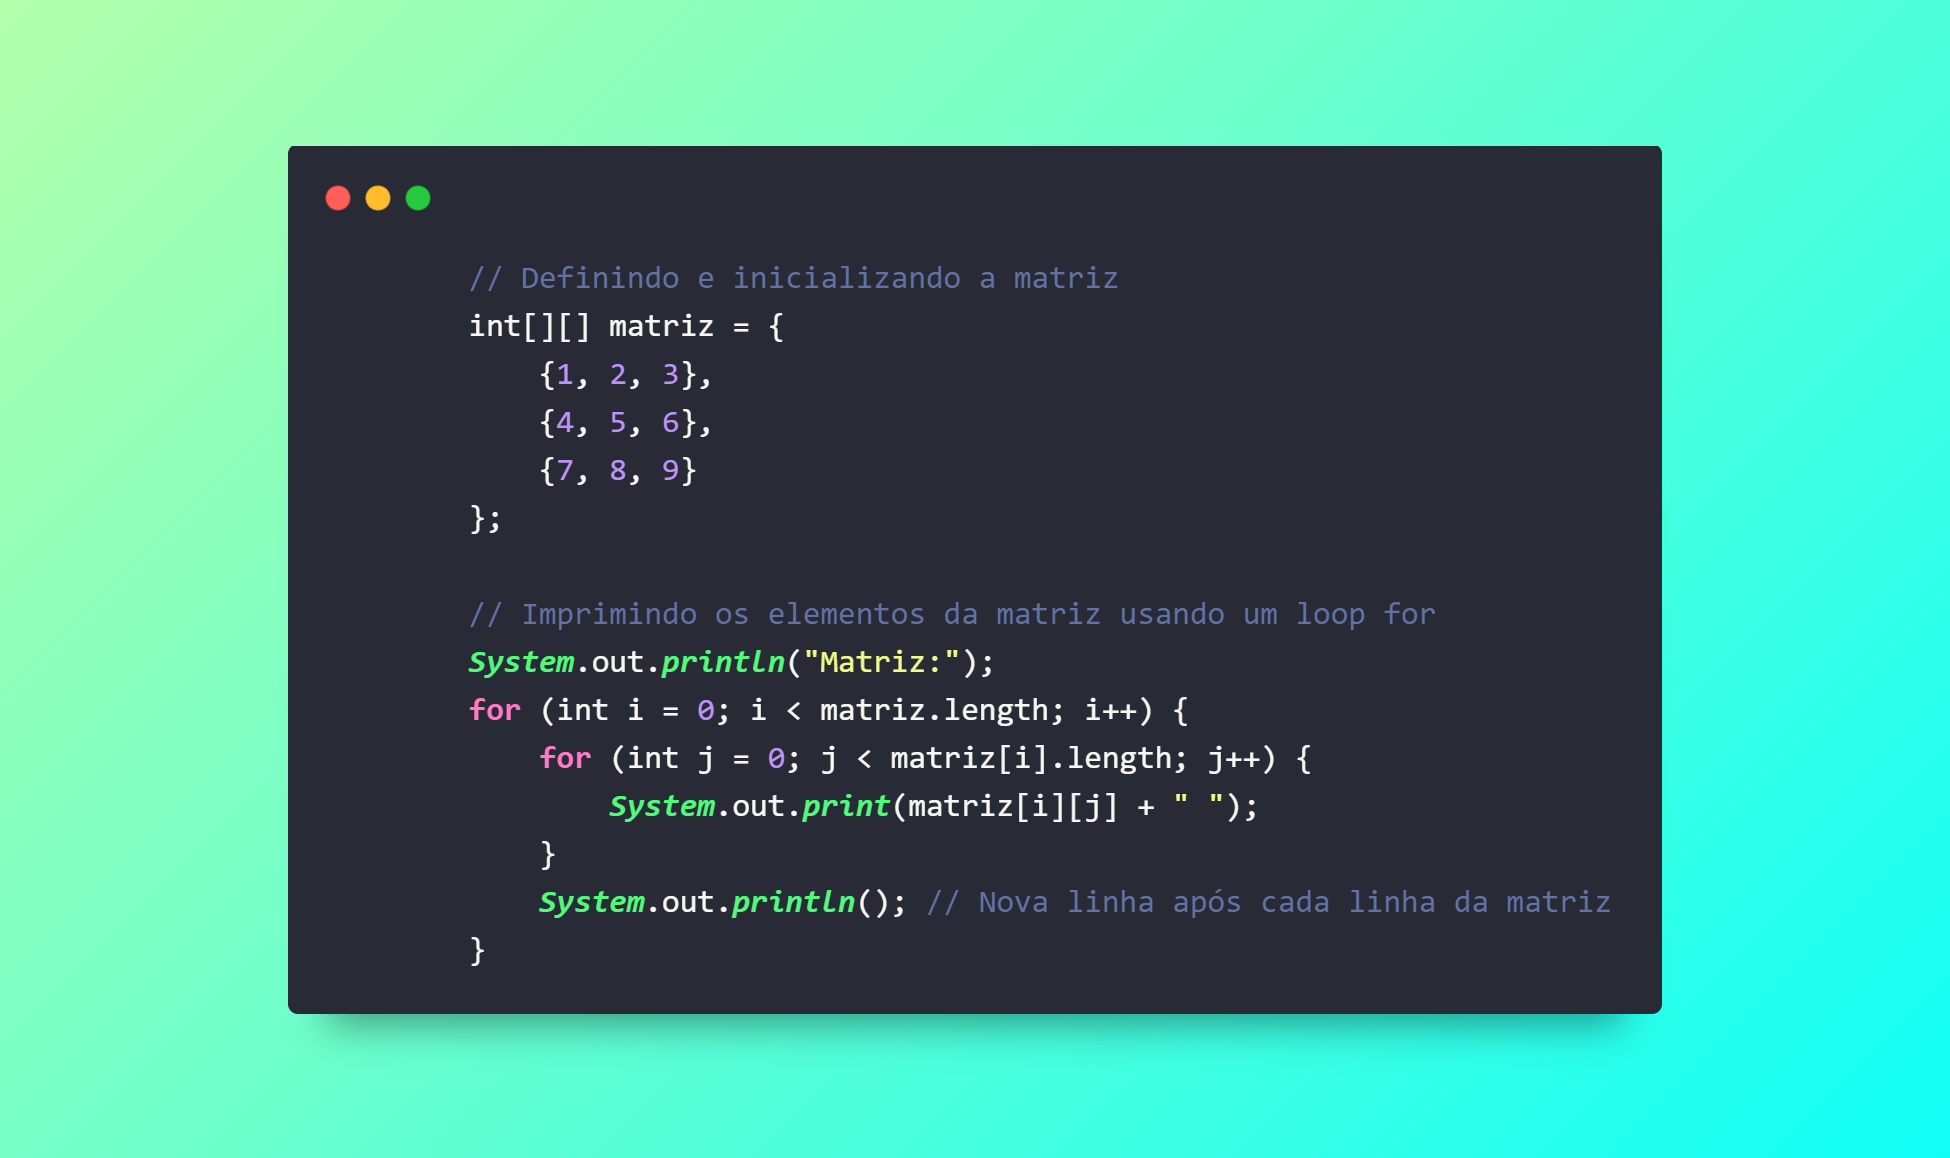 // Definindo e inicializando a matriz
int[][] matriz = {
    {1, 2, 3},
    {4, 5, 6},
    {7, 8, 9}
};

// Imprimindo os elementos da matriz usando um loop for
System.out.println("Matriz:");
for (int i = 0; i < matriz.length; i++) {
    for (int j = 0; j < matriz[i].length; j++) {
        System.out.print(matriz[i][j] + " ");
    }
    System.out.println(); // Nova linha após cada linha da matriz
}